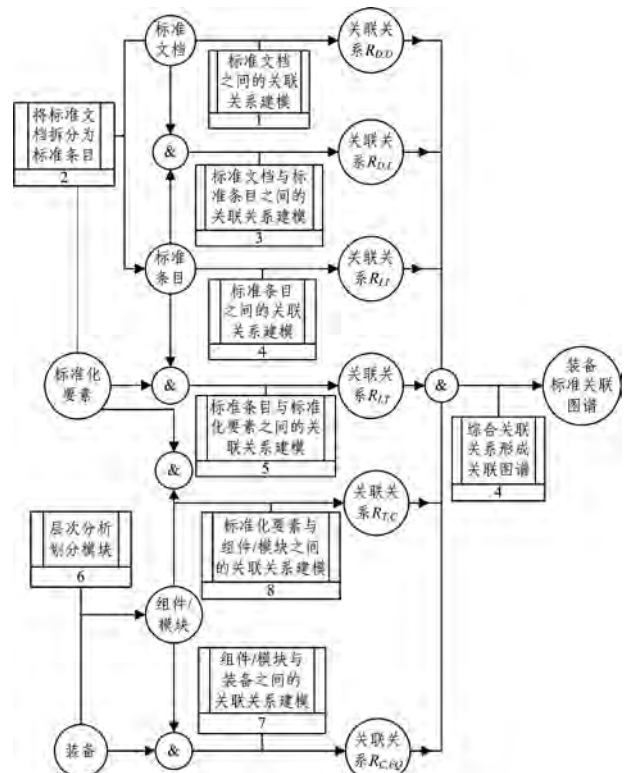 标准
文档
关联关
系R_{D,D}
标准文档
之间的关联
关系建模
1
将标准文
档拆分为
标准条目
2
&
关联关
系R_{D,I}
标准文档与标
准条目之间的
关联关系建模
3
标准
条目
关联关
系R_{I,I}
标准条目
之间的关联
关系建模
4
标准化
要素
&
关联关
系R_{I,T}
&
装备
标准关联
图谱
标准条目与标准
化要素之间的关
联关系建模
5
综合关联
关系形成
关联图谱
4
&
关联关
系R_{T,C}
标准化要素与
组件/模块之间
的关联关系建模
8
层次分析
划分模块
6
组件/
模块
组件/模块与
装备之间的
关联关系建模
7
装备
&
关联关
系R_{C,EQ}